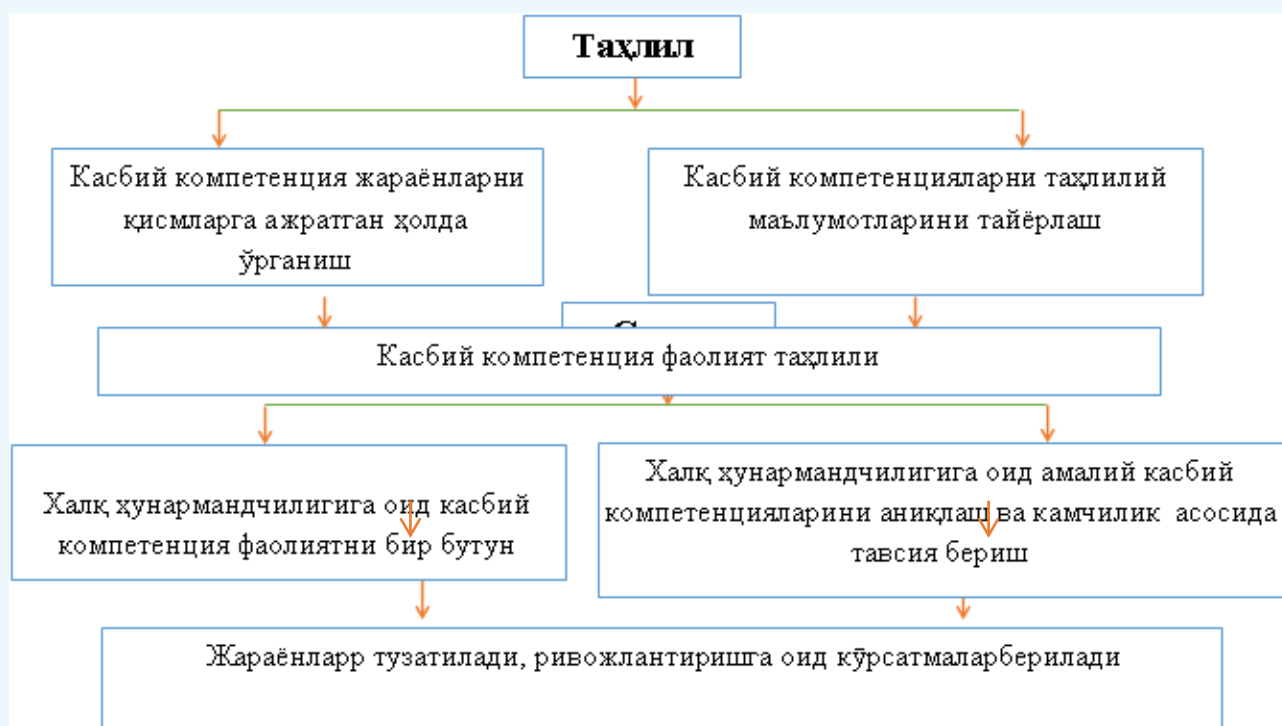 Таҳлил
Касбий компетенция жараёнларни
қисмларга ажратган ҳолда
ўрганиш
Касбий компетенцияларни таҳлилий
маълумотларини тайёрлаш
Касбий компетенция фаолият таҳлили
Халқ ҳунармандчилигига оид касбий
компетенция фаолиятни бир бутун
Халқ ҳунармандчилигига оид амалий касбий
компетенцияларини аниқлаш ва камчилик асосида
тавсия бериш
Жараёнларр тузатилади, ривожлантиришга оид кўрсатмаларберилади